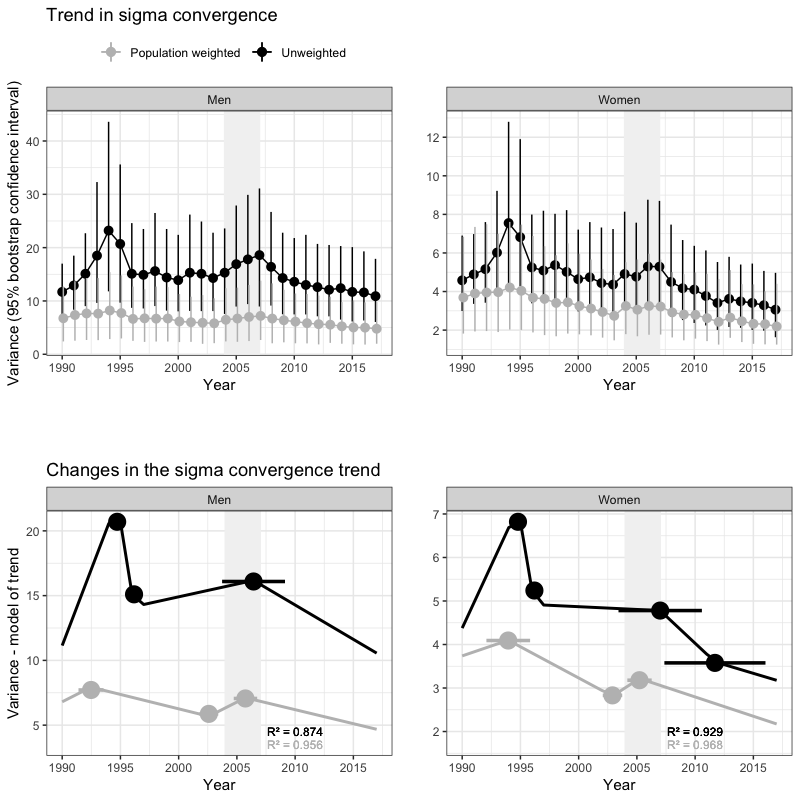 Trend in sigma convergence
Population weighted Unweighted
Men
Women
Variance (95% bootstrap confidence interval)
40
30
20
10
0
12
10
8
6
4
2
1990 1995 2000 2005 2010 2015
1990 1995 2000 2005 2010 2015
Year
Year
Changes in the sigma convergence trend
Men
Women
Variance - model of trend
20
15
10
5
7
6
5
4
3
2
R² = 0.874
R² = 0.956
R² = 0.929
R² = 0.968
1990 1995 2000 2005 2010 2015
1990 1995 2000 2005 2010 2015
Year
Year